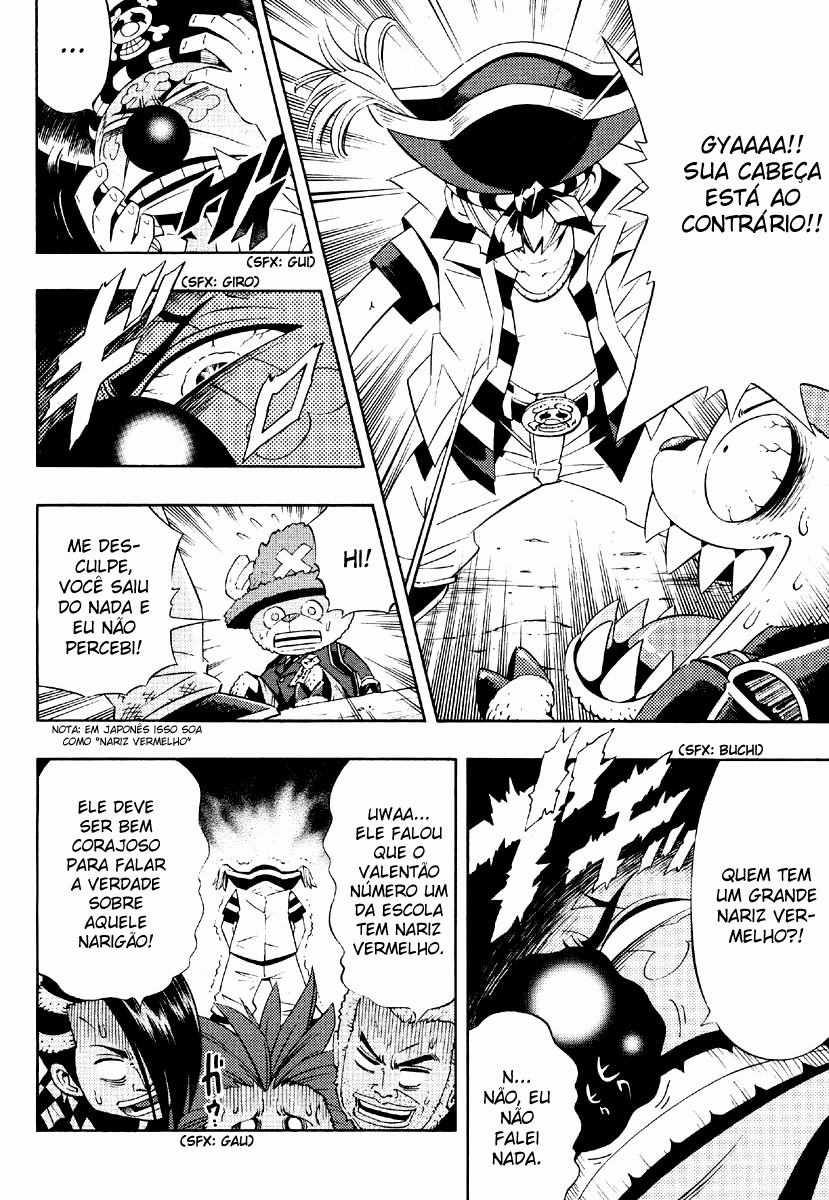 GYAAAA!!
SUA CABEÇA
ESTÁ AO
CONTRÁRIO!!
...
(SFX: GUI)
(SFX: GIRO)
HI!
ME DES-
CULPE,
VOCÊ SAIU
DO NADA E
EU NÃO
PERCEBI!
NOTA: EM JAPONÊS ISSO SOA
COMO "NARIZ VERMELHO"
(SFX: BUCHI)
QUEM TEM
UM GRANDE
NARIZ VER-
MELHO?!
N...
NÃO, EU
NÃO
FALEI
NADA.
UWAA...
ELE FALOU
QUE O
VALENTÃO
NÚMERO UM
DA ESCOLA
TEM NARIZ
VERMELHO.
ELE DEVE
SER BEM
CORAJOSO
PARA FALAR
A VERDADE
SOBRE
AQUELE
NARIGÃO!
(SFX: GAU)